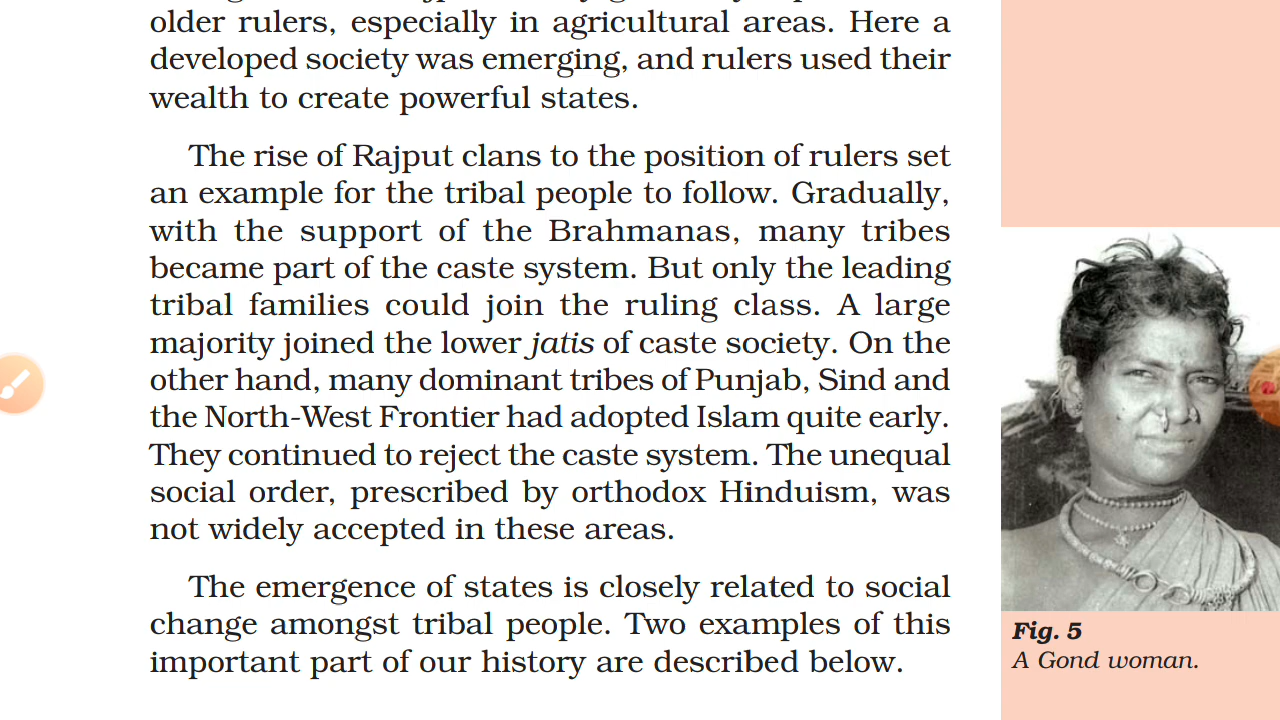 older rulers, especially in agricultural areas. Here a
developed society was emerging, and rulers used their
wealth to create powerful states.
The rise of Rajput clans to the position of rulers set
an example for the tribal people to follow. Gradually,
with the support of the Brahmanas, many tribes
became part of the caste system. But only the leading
tribal families could join the ruling class. A large
majority joined the lower jatis of caste society. On the
other hand, many dominant tribes of Punjab, Sind and
the North-West Frontier had adopted Islam quite early.
They continued to reject the caste system. The unequal
social order, prescribed by orthodox Hinduism, was
not widely accepted in these areas.
The emergence of states is closely related to social
change amongst tribal people. Two examples of this
important part of our history are described below.
Fig. 5
A Gond woman.